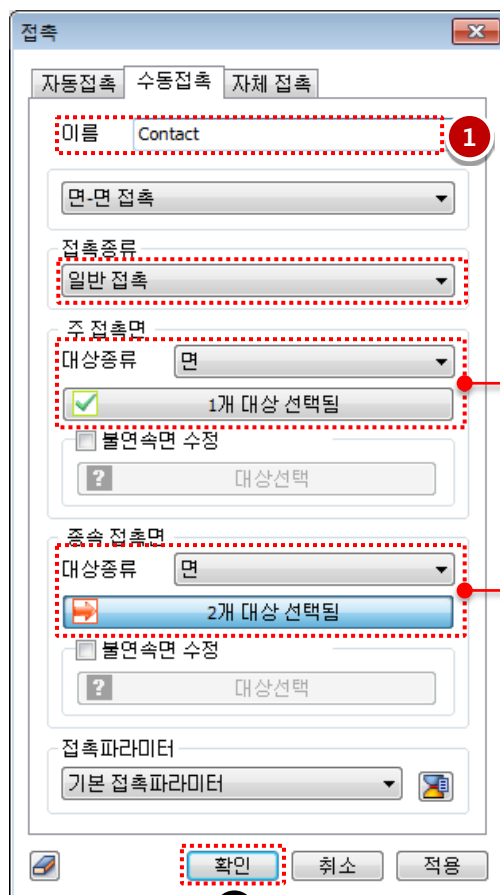 접촉
자동접촉 수동접촉 자체 접촉
이름 Contact 1
면-면 접촉
접촉종류
일반 접촉
주 접촉면
대상종류 면
1개 대상 선택됨
불연속면 수정
? 대상선택
종속 접촉면
대상종류 면
2개 대상 선택됨
불연속면 수정
? 대상선택
접촉파라미터
기본 접촉파라미터
확인 취소 적용